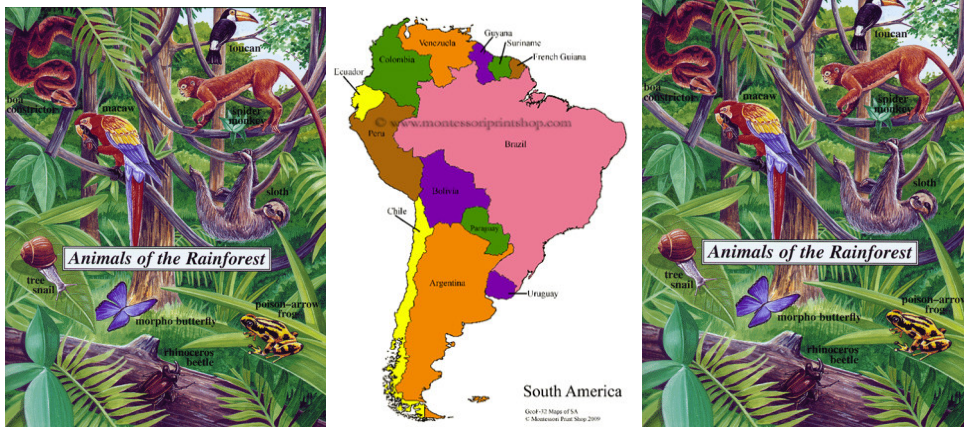 toucan
boa
constrictor
macaw
spider
monkey
sloth
Animals of the Rainforest
tree
snail
poison-arrow
frog
morpho butterfly
rhinoceros
beetle
Guyana
Suriname
Venezuela
French Guiana
Colombia
Ecuador
© www.montessoriprintshop.com
Peru
Brazil
Bolivia
Chile
Paraguay
Argentina
Uruguay
South America
GeoF-32 Maps of SA
© Montessori Print Shop 2009
toucan
boa
constrictor
macaw
spider
monkey
sloth
Animals of the Rainforest
tree
snail
poison-arrow
frog
morpho butterfly
rhinoceros
beetle